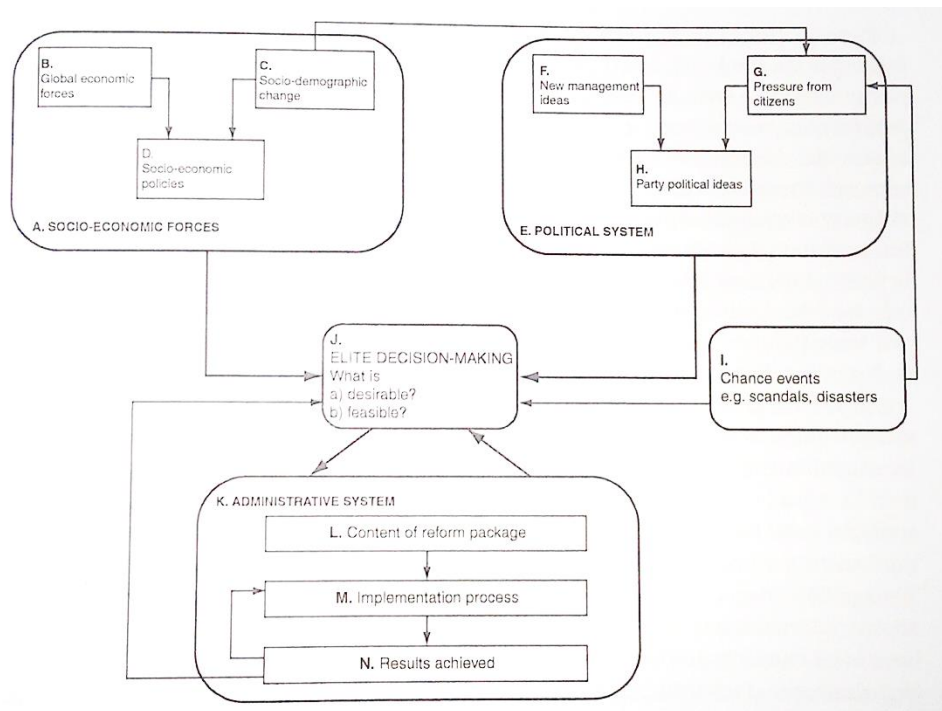 B.
Global economic
forces
C.
Socio-demographic
change
D.
Socio-economic
policies
A. SOCIO-ECONOMIC FORCES
F.
New management
ideas
G.
Pressure from
citizens
H.
Party political ideas
E. POLITICAL SYSTEM
J.
ELITE DECISION-MAKING
What is
a) desirable?
b) feasible?
I.
Chance events
e.g. scandals, disasters
K. ADMINISTRATIVE SYSTEM
L. Content of reform package
M. Implementation process
N. Results achieved